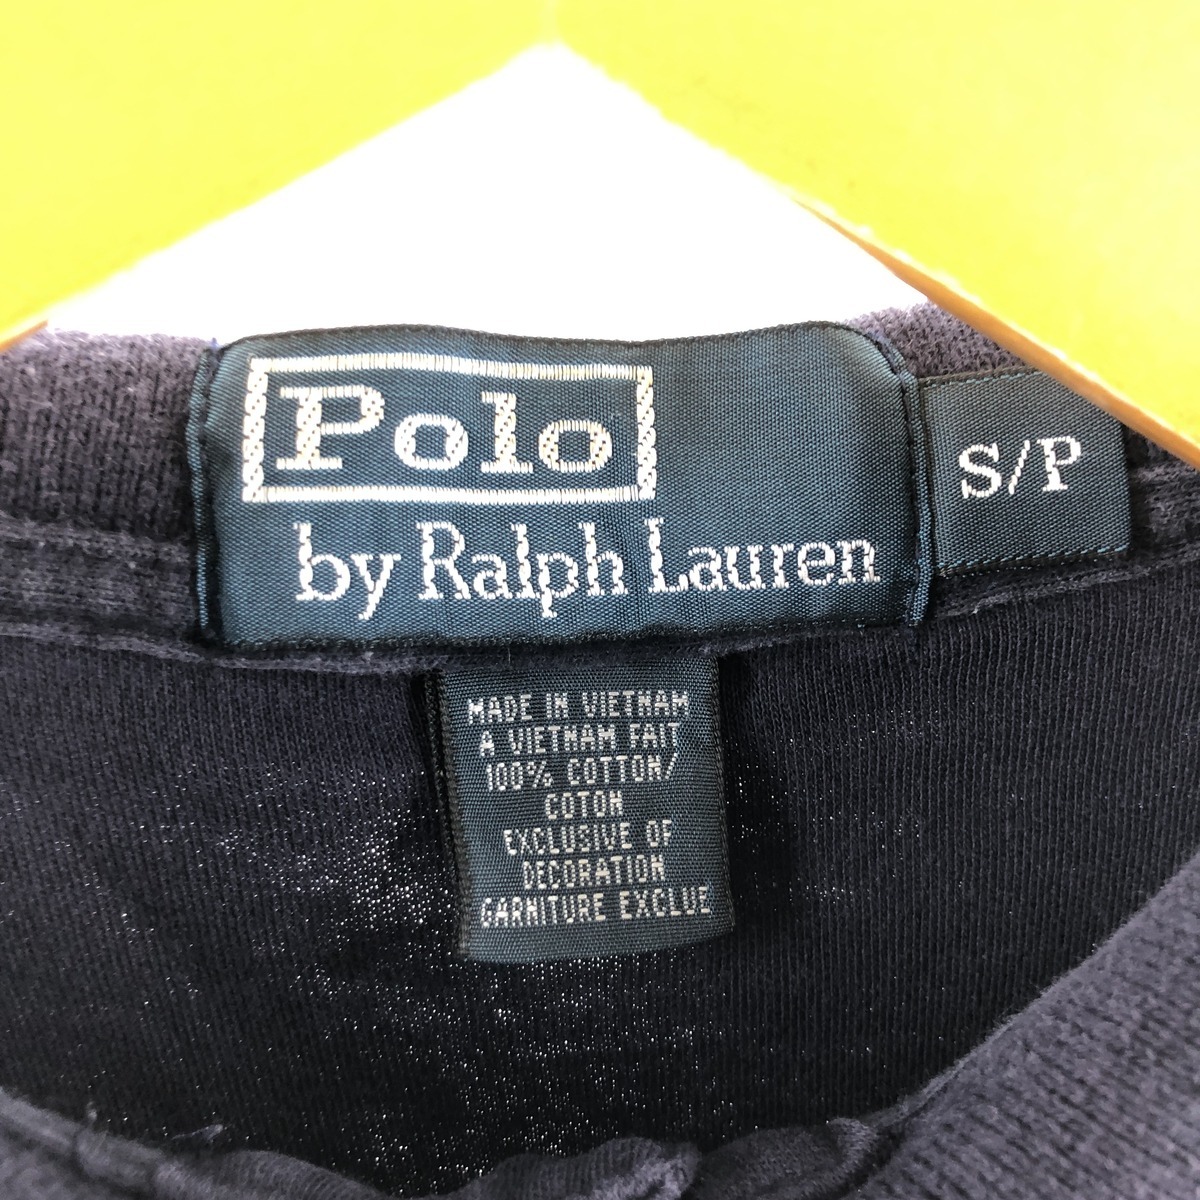 Polo
by Ralph Lauren
S/P
MADE IN VIETNAM
A VIETNAM FAIT
100% COTTON/
COTON
EXCLUSIVE OF
DECORATION
GARNITURE EXCLUE